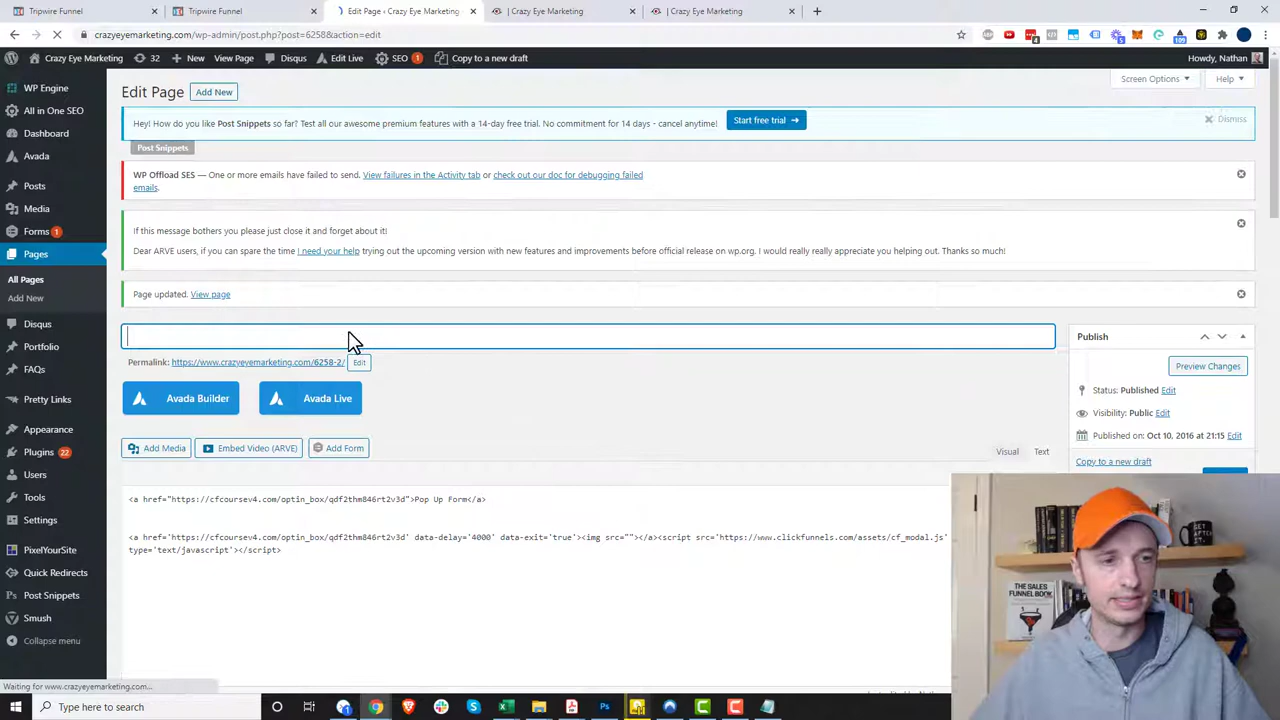 Tripwire Funnel
Tripwire Funnel
Edit Page ‹ Crazy Eye Marketing
| Crazy Eye Marketing
| Crazy Eye Marketing
crazyeyemarketing.com/wp-admin/post.php?post=6258&action=edit
Crazy Eye Marketing
32
New
View Page
Disqus
Edit Live
SEO 1
Copy to a new draft
Howdy, Nathan
WP Engine
All in One SEO
Dashboard
Avada
Posts
Media
Forms 1
Pages
All Pages
Add New
Disqus
Portfolio
FAQs
Pretty Links
Appearance
Plugins 22
Users
Tools
Settings
PixelYourSite
Quick Redirects
Post Snippets
Smush
Collapse menu
Screen Options
Help
Edit Page
Add New
Hey! How do you like Post Snippets so far? Test all our awesome premium features with a 14-day free trial. No commitment for 14 days - cancel anytime!
Start free trial →
Dismiss
Post Snippets
WP Offload SES — One or more emails have failed to send. View failures in the Activity tab or check out our doc for debugging failed
emails.
If this message bothers you please just close it and forget about it!
Dear ARVE users, if you can spare the time I need your help trying out the upcoming version with new features and improvements before official release on wp.org. I would really really appreciate you helping out. Thanks so much!
Page updated. View page
Permalink: https://www.crazyeyemarketing.com/6258-2/ Edit
Avada Builder
Avada Live
Add Media
Embed Video (ARVE)
Add Form
Visual
Text
<a href="https://cfcoursev4.com/optin_box/qdf2thm846rt2v3d">Pop Up Form</a>
<a href='https://cfcoursev4.com/optin_box/qdf2thm846rt2v3d' data-delay='4000' data-exit='true'><img src=""></a><script src='https://www.clickfunnels.com/assets/cf_modal.js'
type='text/javascript'></script>
Publish
Preview Changes
Status: Published Edit
Visibility: Public Edit
Published on: Oct 10, 2016 at 21:15 Edit
Copy to a new draft
THE SALES
FUNNEL BOOK
GET
AFTER
IT.
Waiting for www.crazyeyemarketing.com...
Type here to search